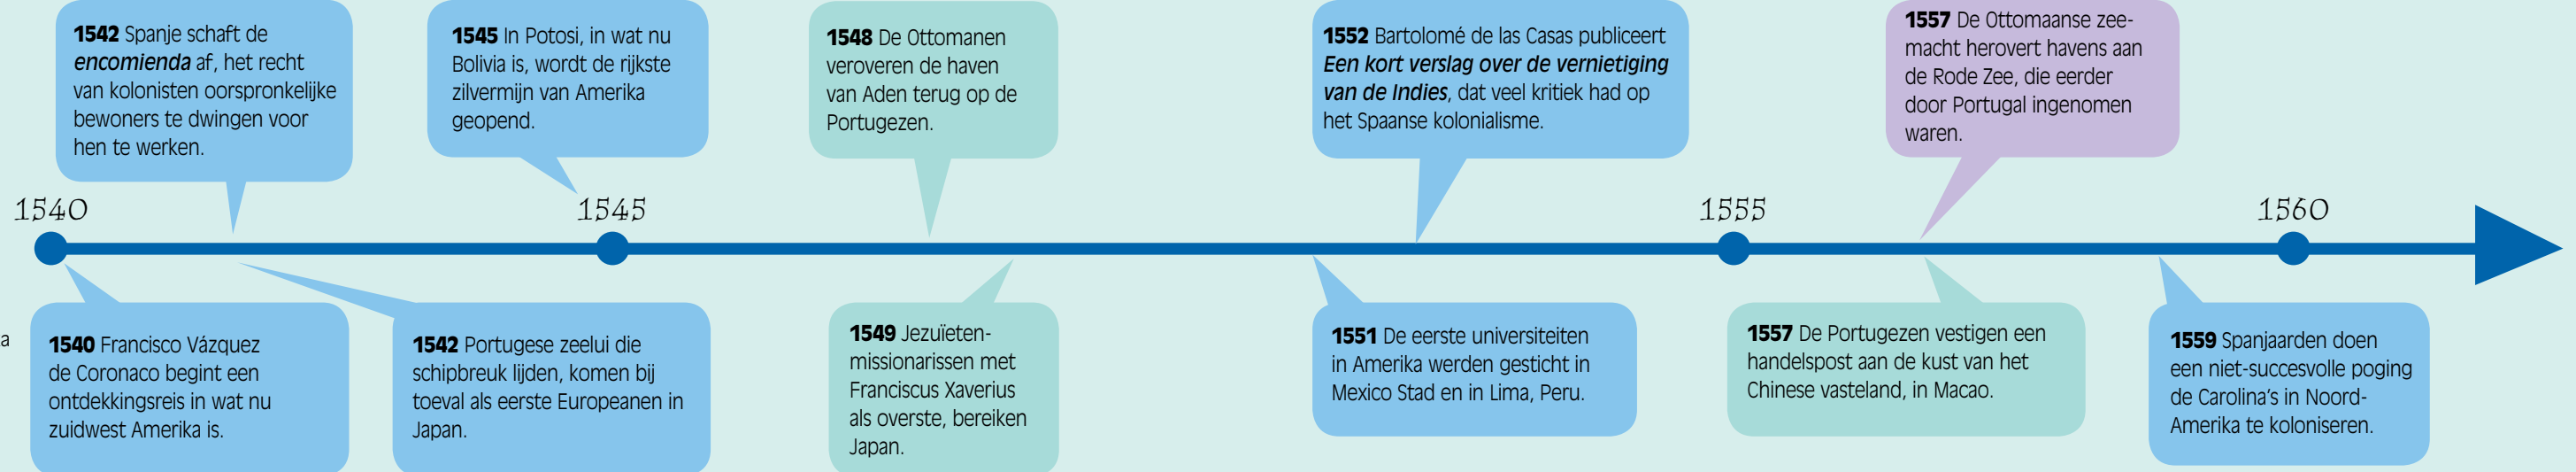 1542 Spanje schaft de
encomienda af, het recht
van kolonisten oorspronkelijke
bewoners te dwingen voor
hen te werken.
1545 In Potosi, in wat nu
Bolivia is, wordt de rijkste
zilvermijn van Amerika
geopend.
1548 De Ottomanen
veroveren de haven
van Aden terug op de
Portugezen.
1552 Bartolomé de las Casas publiceert
Een kort verslag over de vernietiging
van de Indies, dat veel kritiek had op
het Spaanse kolonialisme.
1557 De Ottomaanse zee-
macht herovert havens aan
de Rode Zee, die eerder
door Portugal ingenomen
waren.
1540
1545
1555
1560
1540 Francisco Vázquez
de Coronaco begint een
ontdekkingsreis in wat nu
zuidwest Amerika is.
1542 Portugese zeelui die
schipbreuk lijden, komen bij
toeval als eerste Europeanen in
Japan.
1549 Jezuïeten-
missionarissen met
Franciscus Xaverius
als overste, bereiken
Japan.
1551 De eerste universiteiten
in Amerika werden gesticht in
Mexico Stad en in Lima, Peru.
1557 De Portugezen vestigen een
handelspost aan de kust van het
Chinese vasteland, in Macao.
1559 Spanjaarden doen
een niet-succesvolle poging
de Carolina's in Noord-
Amerika te koloniseren.